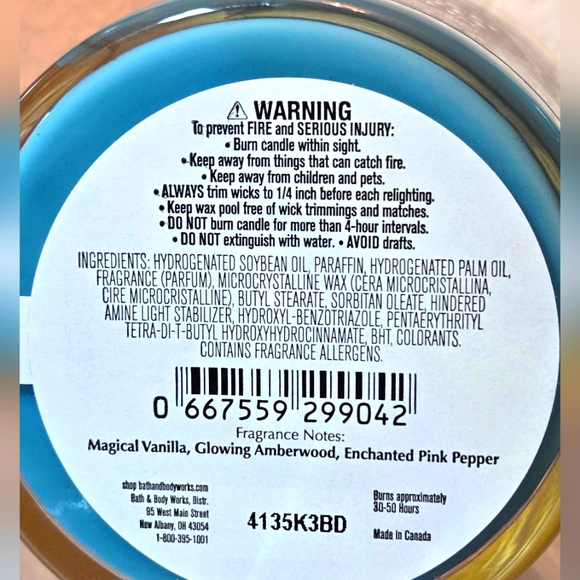 ⚠ WARNING
To prevent FIRE and SERIOUS INJURY:
• Burn candle within sight.
• Keep away from things that can catch fire.
• Keep away from children and pets.
• ALWAYS trim wicks to 1/4 inch before each relighting.
• Keep wax pool free of wick trimmings and matches.
• DO NOT burn candle for more than 4-hour intervals.
• DO NOT extinguish with water. • AVOID drafts.
INGREDIENTS: HYDROGENATED SOYBEAN OIL, PARAFFIN, HYDROGENATED PALM OIL,
FRAGRANCE (PARFUM), MICROCRYSTALLINE WAX (CERA MICROCRISTALLINA,
CIRE MICROCRISTALLINE), BUTYL STEARATE, SORBITAN OLEATE, HINDERED
AMINE LIGHT STABILIZER, HYDROXYL-BENZOTRIAZOLE, PENTAERYTHRITYL
TETRA-DI-T-BUTYL HYDROXYHYDROCINNAMATE, BHT, COLORANTS.
CONTAINS FRAGRANCE ALLERGENS.
0 667559 299042
Fragrance Notes:
Magical Vanilla, Glowing Amberwood, Enchanted Pink Pepper
shop bathandbodyworks.com
Bath & Body Works, Distr.
95 West Main Street
New Albany, OH 43054
1-800-395-1001
4135K3BD
Burns approximately
30-50 Hours
Made in Canada